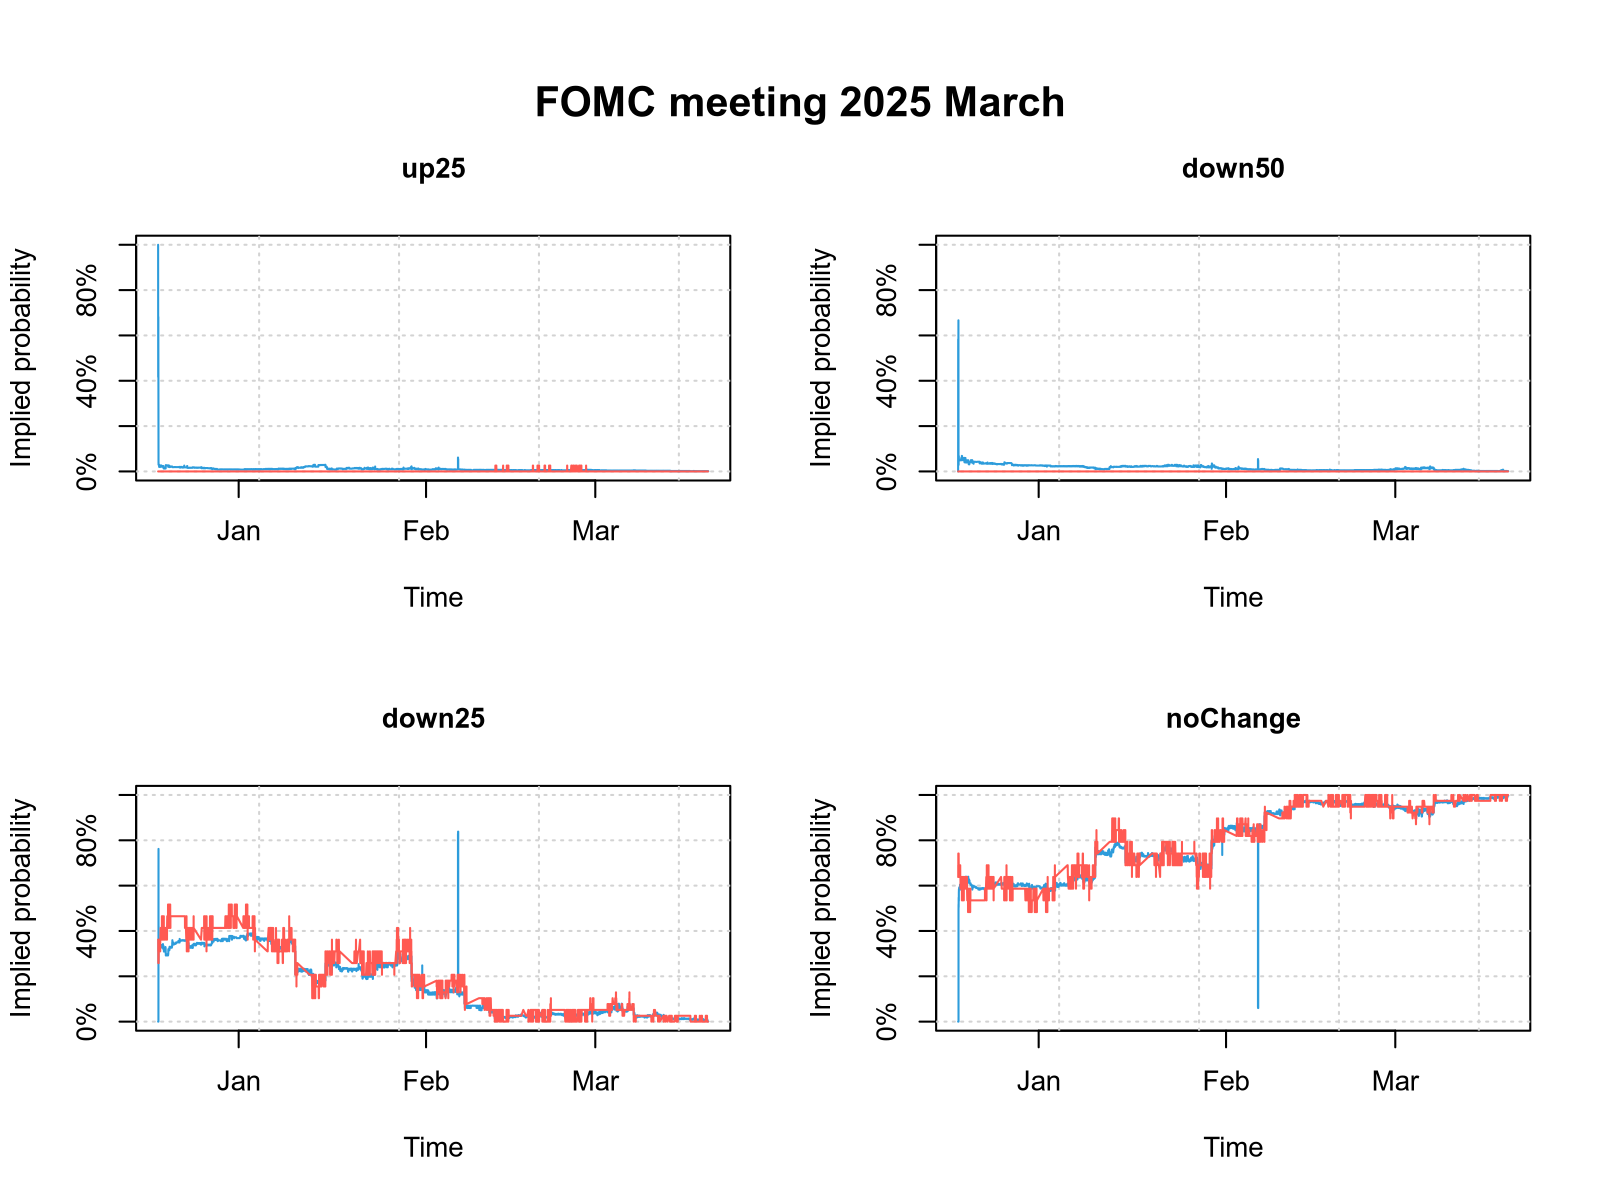 FOMC meeting 2025 March
up25
Implied probability
80%
40%
0%
Jan Feb Mar
Time
down50
Implied probability
80%
40%
0%
Jan Feb Mar
Time
down25
Implied probability
80%
40%
0%
Jan Feb Mar
Time
noChange
Implied probability
80%
40%
0%
Jan Feb Mar
Time